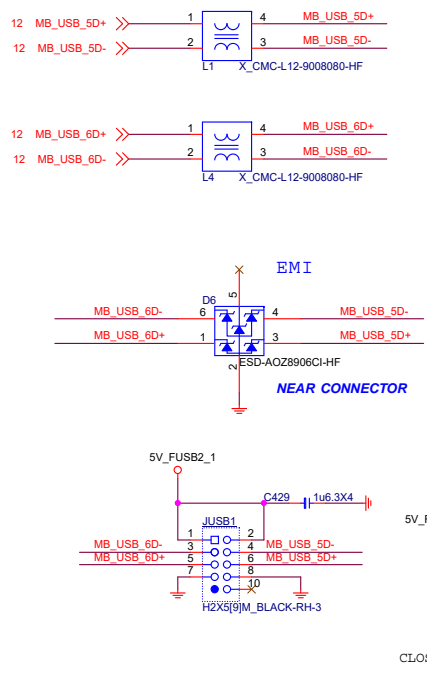 12 MB_USB_5D+ 1 4 MB_USB_5D+
12 MB_USB_5D- 2 3 MB_USB_5D-
L1 X_CMC-L12-9008080-HF
12 MB_USB_6D+ 1 4 MB_USB_6D+
12 MB_USB_6D- 2 3 MB_USB_6D-
L4 X_CMC-L12-9008080-HF
EMI
5
D6
MB_USB_6D- 6 4 MB_USB_5D-
MB_USB_6D+ 1 3 MB_USB_5D+
2 ESD-AOZ8906CI-HF
NEAR CONNECTOR
5V_FUSB2_1
C429 1u6.3X4
JUSB1
1 2
MB_USB_6D- 3 4 MB_USB_5D-
MB_USB_6D+ 5 6 MB_USB_5D+
7 8
10
H2X5[9]M_BLACK-RH-3